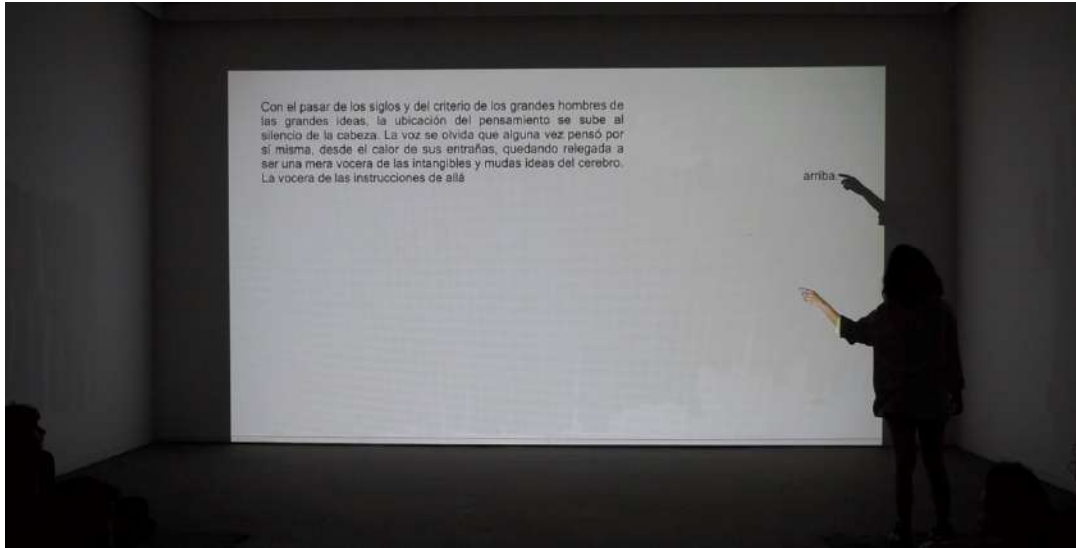 Con el pasar de los siglos y del criterio de los grandes hombres de
las grandes ideas, la ubicación del pensamiento se sube al
silencio de la cabeza. La voz se olvida que alguna vez pensó por
sí misma, desde el calor de sus entrañas, quedando relegada a
ser una mera vocera de las intangibles y mudas ideas del cerebro.
La vocera de las instrucciones de allá
arriba.